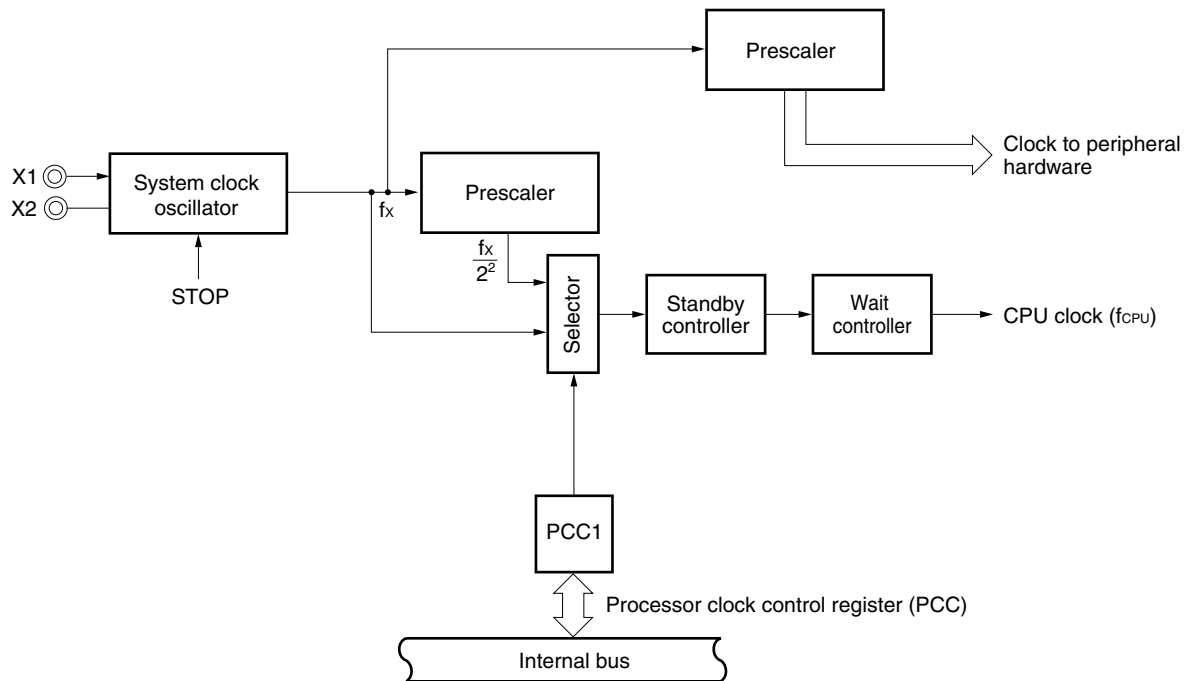 Prescaler
Clock to peripheral
hardware
X1
X2
System clock
oscillator
fX
Prescaler
fX
2²
STOP
Selector
Standby
controller
Wait
controller
CPU clock (fCPU)
PCC1
Processor clock control register (PCC)
Internal bus